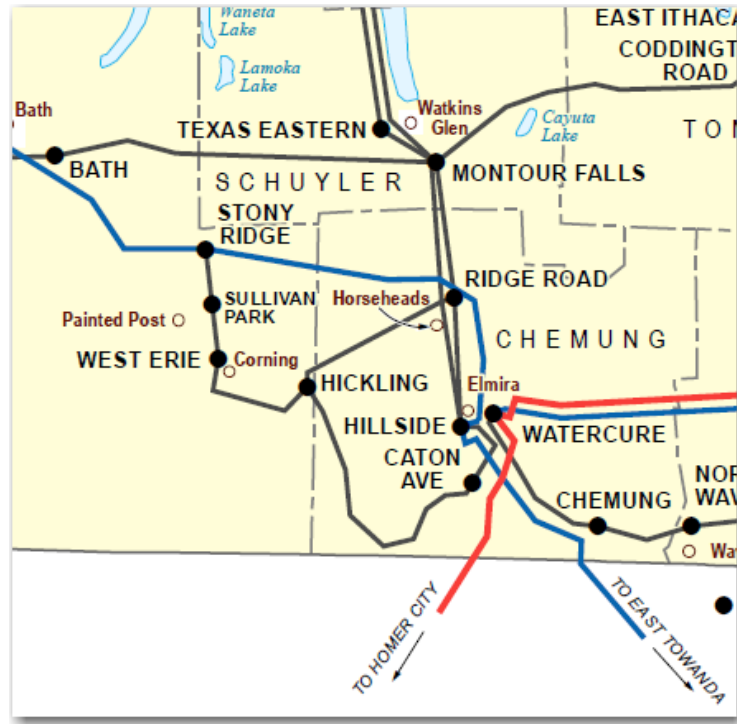 Waneta
Lake
EAST ITHACA
CODDINGT
ROAD
Lamoka
Lake
Bath
Watkins
Glen
TEXAS EASTERN
Cayuta
Lake
TOM
BATH
MONTOUR FALLS
SCHUYLER
STONY
RIDGE
RIDGE ROAD
Horseheads
SULLIVAN
PARK
Painted Post
CHEMUNG
WEST ERIE
Corning
HICKLING
Elmira
HILLSIDE
WATERCURE
CATON
AVE
NOR
WAV
CHEMUNG
Wav
TO HOMER CITY
TO EAST TOWANDA